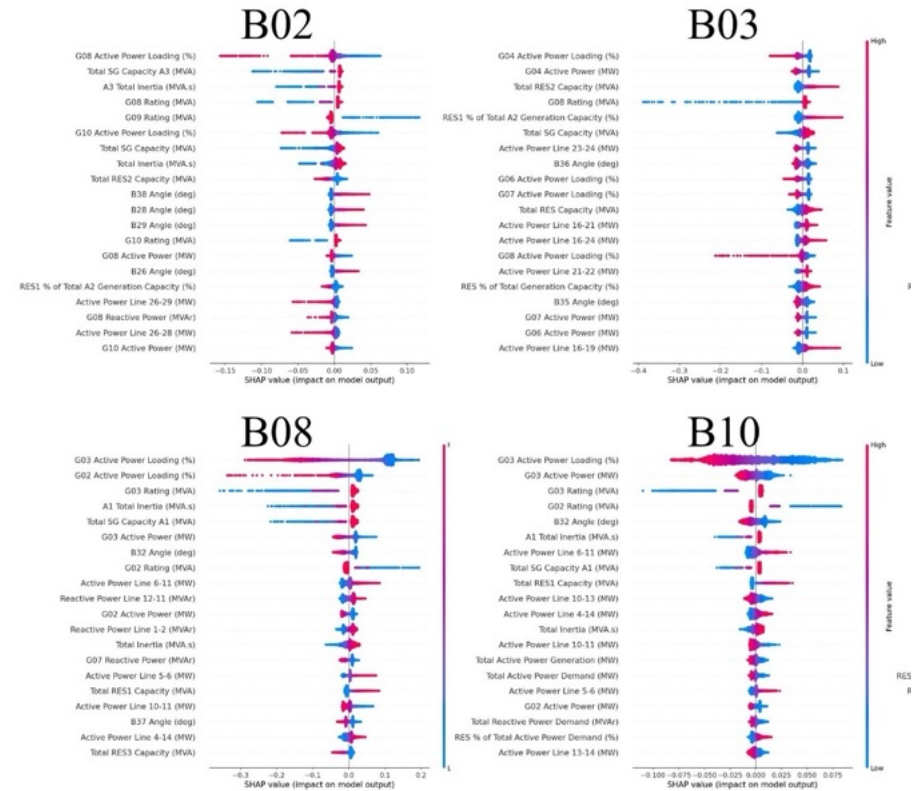 B02
G08 Active Power Loading (%)
Total SG Capacity A3 (MVA)
A3 Total Inertia (MVA.s)
G08 Rating (MVA)
G09 Rating (MVA)
G10 Active Power Loading (%)
Total SG Capacity (MVA)
Total Inertia (MVA.s)
Total RES2 Capacity (MVA)
B38 Angle (deg)
B28 Angle (deg)
B29 Angle (deg)
G10 Rating (MVA)
G08 Active Power (MW)
B26 Angle (deg)
RES1 % of Total A2 Generation Capacity (%)
Active Power Line 26-29 (MW)
G08 Reactive Power (MVAr)
Active Power Line 26-28 (MW)
G10 Active Power (MW)
−0.15 −0.10 −0.05 0.00 0.05 0.10
SHAP value (impact on model output)
B03
G04 Active Power Loading (%)
G04 Active Power (MW)
Total RES2 Capacity (MVA)
G08 Rating (MVA)
RES1 % of Total A2 Generation Capacity (%)
Total SG Capacity (MVA)
Active Power Line 23-24 (MW)
B36 Angle (deg)
G06 Active Power Loading (%)
G07 Active Power Loading (%)
Total RES Capacity (MVA)
Active Power Line 16-21 (MW)
Active Power Line 16-24 (MW)
G08 Active Power Loading (%)
Active Power Line 21-22 (MW)
RES % of Total Generation Capacity (%)
B35 Angle (deg)
G07 Active Power (MW)
G06 Active Power (MW)
Active Power Line 16-19 (MW)
−0.4 −0.3 −0.2 −0.1 0.0 0.1
SHAP value (impact on model output)
High
Feature value
Low
B08
G03 Active Power Loading (%)
G02 Active Power Loading (%)
G03 Rating (MVA)
A1 Total Inertia (MVA.s)
Total SG Capacity A1 (MVA)
G03 Active Power (MW)
B32 Angle (deg)
G02 Rating (MVA)
Active Power Line 6-11 (MW)
Reactive Power Line 12-11 (MVAr)
G02 Active Power (MW)
Reactive Power Line 1-2 (MVAr)
Total Inertia (MVA.s)
G07 Reactive Power (MVAr)
Active Power Line 5-6 (MW)
Total RES1 Capacity (MVA)
Active Power Line 10-11 (MW)
B37 Angle (deg)
Active Power Line 4-14 (MW)
Total RES3 Capacity (MVA)
−0.3 −0.2 −0.1 0.0 0.1 0.2
SHAP value (impact on model output)
B10
G03 Active Power Loading (%)
G03 Active Power (MW)
G03 Rating (MVA)
G02 Rating (MVA)
B32 Angle (deg)
A1 Total Inertia (MVA.s)
Active Power Line 6-11 (MW)
Total SG Capacity A1 (MVA)
Total RES1 Capacity (MVA)
Active Power Line 10-13 (MW)
Active Power Line 4-14 (MW)
Total Inertia (MVA.s)
Active Power Line 10-11 (MW)
Total Active Power Generation (MW)
Total Active Power Demand (MW)
Active Power Line 5-6 (MW)
G02 Active Power (MW)
Total Reactive Power Demand (MVAr)
RES % of Total Active Power Demand (%)
Active Power Line 13-14 (MW)
−0.100 −0.075 −0.050 −0.025 0.000 0.025 0.050 0.075
SHAP value (impact on model output)
High
Feature value
Low
RES